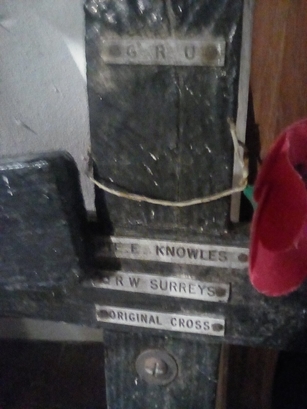 G R U
E.E. KNOWLES
R W SURREYS
ORIGINAL CROSS